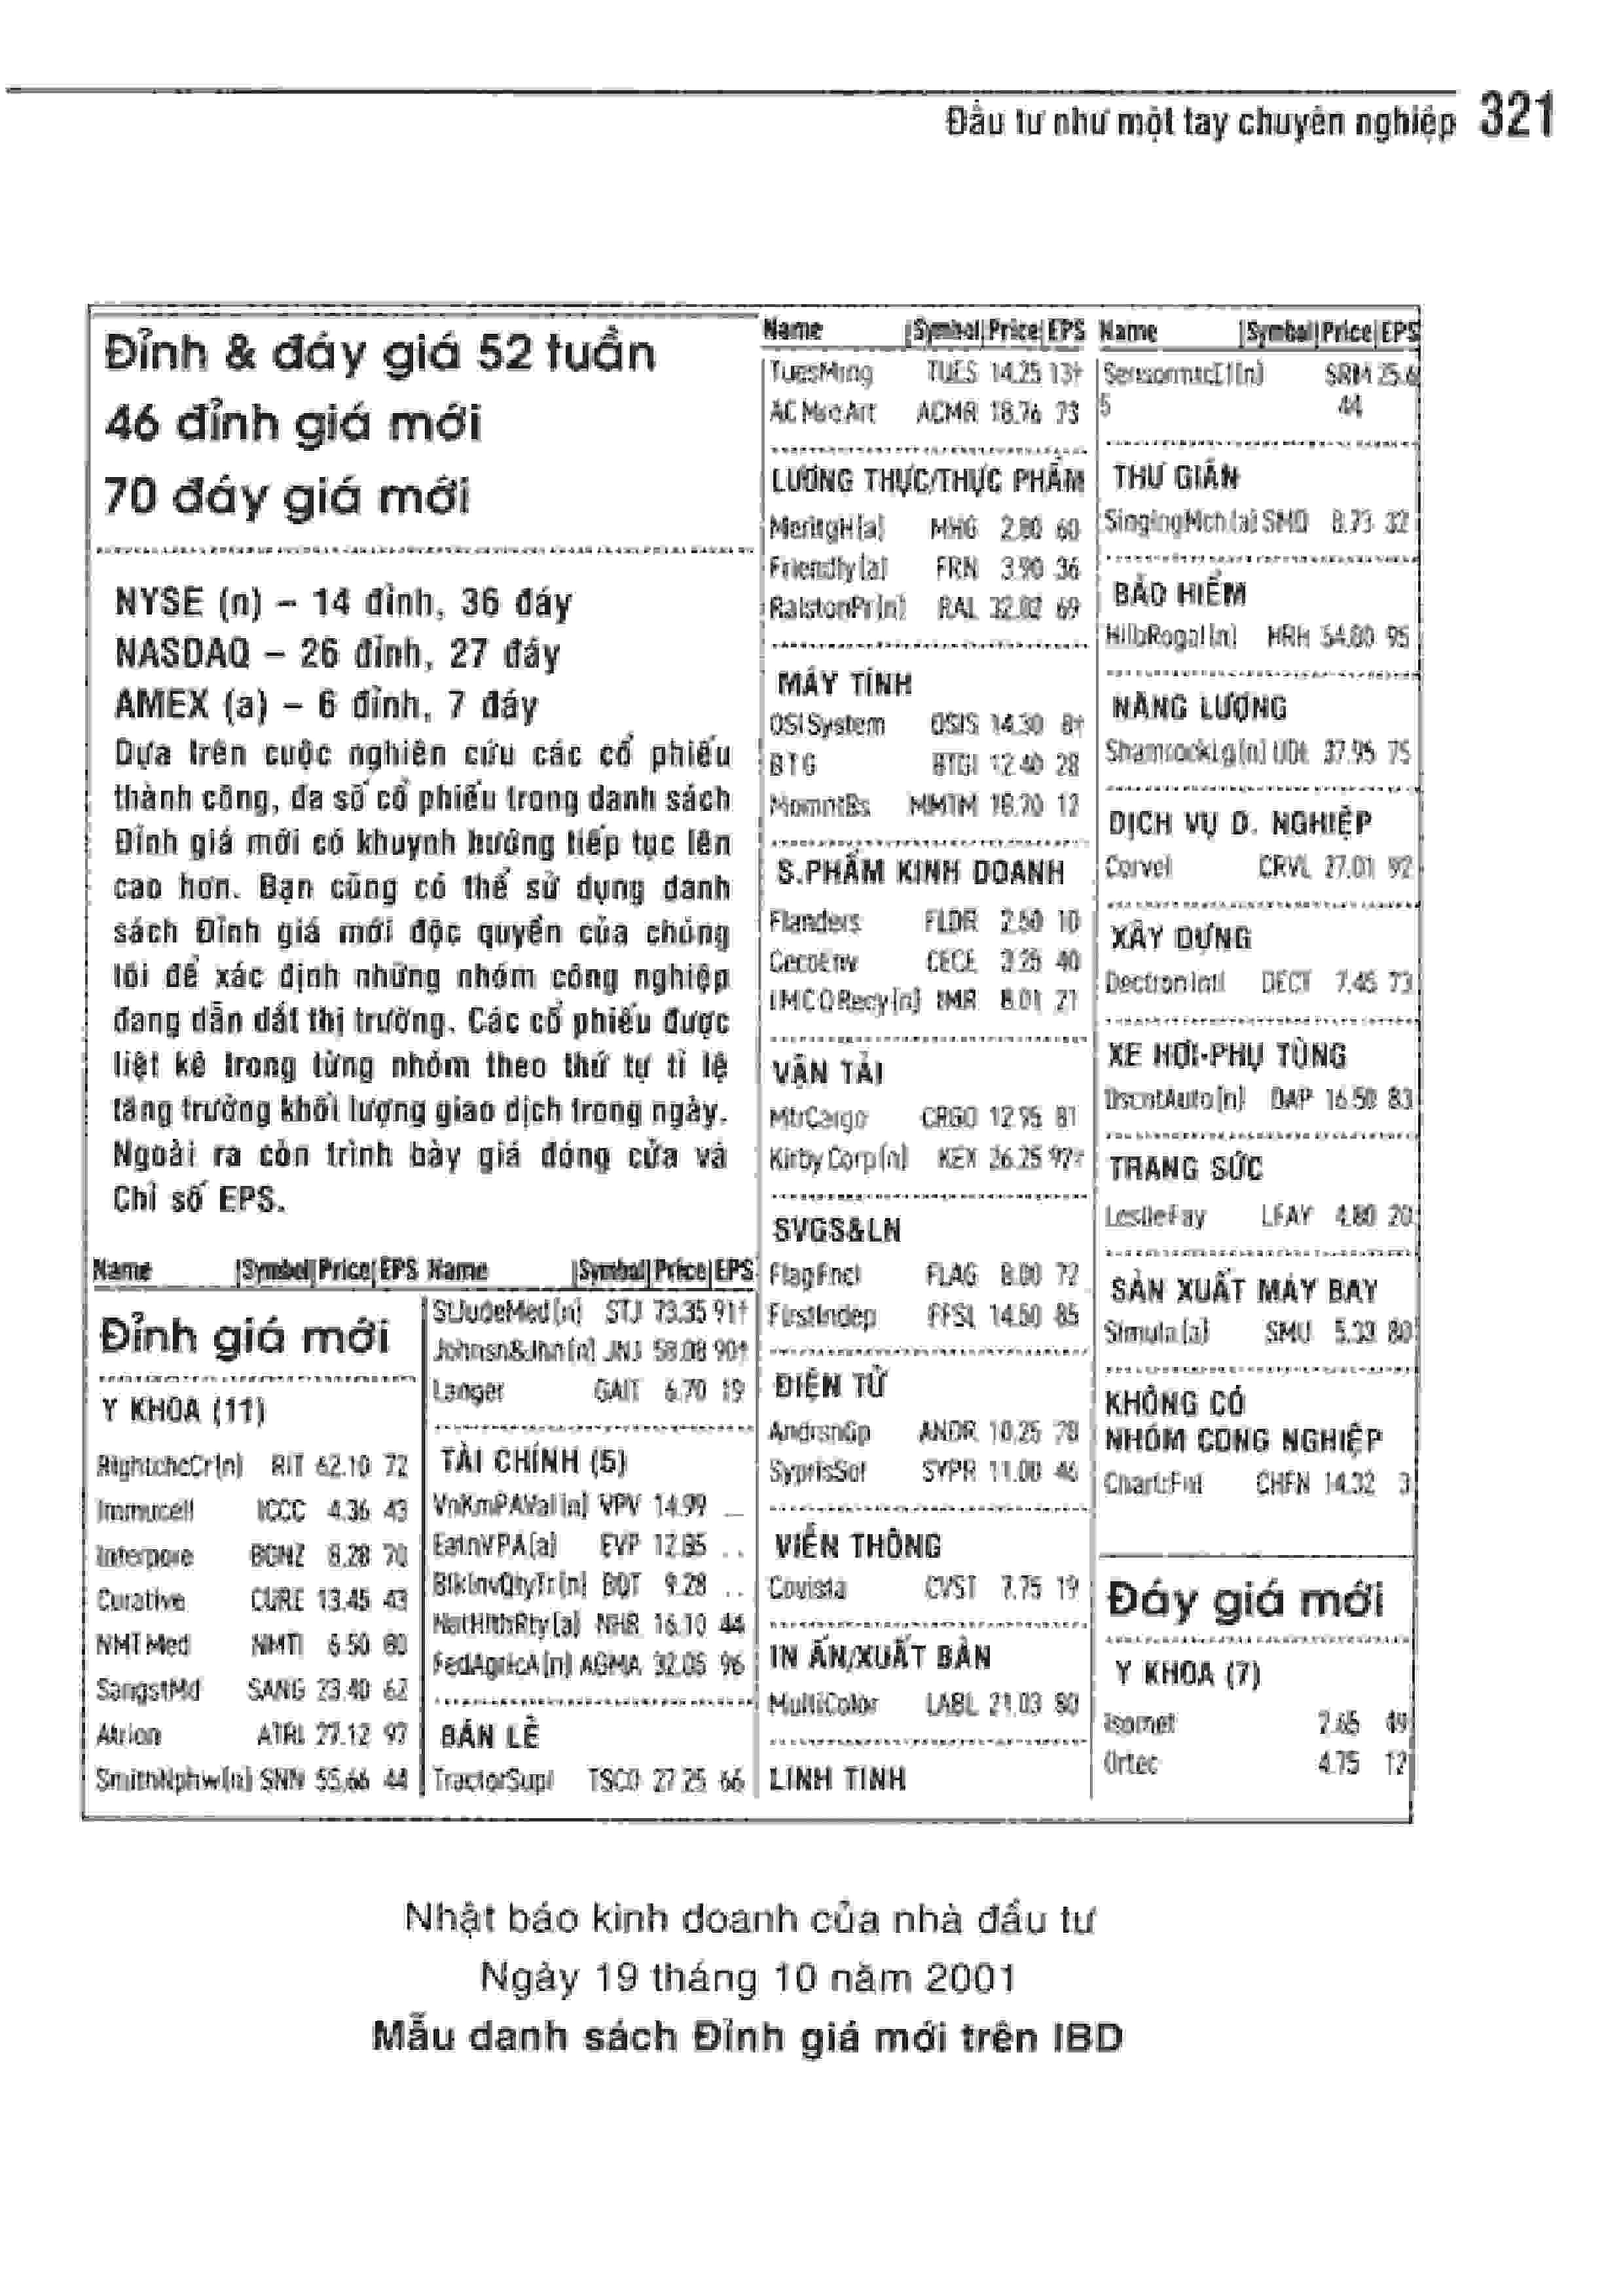 Đầu tư như một tay chuyên nghiệp 321
Đỉnh & đáy giá 52 tuần
46 đỉnh giá mới
70 đáy giá mới
NYSE (n) – 14 đỉnh, 36 đáy
NASDAQ – 26 đỉnh, 27 đáy
AMEX (a) – 6 đỉnh, 7 đáy
Dựa trên cuộc nghiên cứu các cổ phiếu
thành công, đa số cổ phiếu trong danh sách
Đỉnh giá mới có khuynh hướng tiếp tục lên
cao hơn. Bạn cũng có thể sử dụng danh
sách Đỉnh giá mới độc quyền của chúng
tôi để xác định những nhóm công nghiệp
đang dẫn dắt thị trường. Các cổ phiếu được
liệt kê trong từng nhóm theo thứ tự tỉ lệ
tăng trưởng khối lượng giao dịch trong ngày.
Ngoài ra còn trình bày giá đóng cửa và
Chỉ số EPS.
Name |Symbol|Price|EPS
Đỉnh giá mới
Y KHOA (11)
RightchcCr(n) RIT 62.10 72
Immucell ICCC 4.36 43
Interpore BONZ 8.28 70
Curative CURE 13.45 43
NMT Med NMTI 6.50 80
SangstMd SANG 23.40 62
Atrion ATRI 27.12 97
SmithNphw(n) SNN 55.66 44
Name |Symbol|Price|EPS
StJudeMed(n) STJ 73.35 91†
Johnsn&Jhn(n) JNJ 58.08 90†
Langer GAIT 6.70 19
TÀI CHÍNH (5)
VnKmPAVal(n) VPV 14.99 ..
EatnVPA(a) EVP 12.85 ..
BlkInvQltyTr(n) BQT 9.28 ..
NatHlthRty(a) NHR 16.10 44
FedAgricA(n) AGMA 32.05 96
BÁN LẺ
TractorSupl TSCO 27.25 66
Name |Symbol|Price|EPS
TuesMrng TUES 14.25 13†
AC Mre Art ACMR 18.76 73
LƯƠNG THỰC/THỰC PHẨM
MeritgH(a) MHG 2.80 60
Friendly(a) FRN 3.90 36
RalstonPr(n) RAL 32.82 69
MÁY TÍNH
OSI System OSIS 14.30 8†
BTG BTGI 12.40 28
MomntBs MMTM 18.70 12
S.PHẨM KINH DOANH
Flanders FLDR 2.50 10
CecoEnv CECE 3.25 40
IMCO Recy(n) IMR 8.01 21
VẬN TẢI
MtrCargo CRGO 12.95 81
Kirby Corp(n) KEX 26.25 97†
SVGS&LN
FlagFncl FLAG 8.00 72
FirstIndep FFSL 14.50 85
ĐIỆN TỬ
AndrsnGp ANDR 10.25 78
SyprisSol SYPR 11.00 46
VIỄN THÔNG
Covista CVST 7.75 19
IN ẤN/XUẤT BẢN
MultiColor LABL 21.03 80
LINH TINH
Name |Symbol|Price|EPS
SRM 25.6
5 44
THƯ GIÃN
SingingMch(a) SMD 8.75 32
BẢO HIỂM
HilbRogal(n) HRH 54.80 95
NĂNG LƯỢNG
37.95 75
DỊCH VỤ D. NGHIỆP
Corvel CRVL 27.01 92
XÂY DỰNG
Dectron Intl DECT 7.45 73
XE HƠI-PHỤ TÙNG
DscntAuto(n) DAP 16.50 83
TRANG SỨC
LeslieFay LFAY 4.80 20
SẢN XUẤT MÁY BAY
Simula(a) SMU 5.33 80
KHÔNG CÓ
NHÓM CÔNG NGHIỆP
CHFN 14.32 3
Đáy giá mới
Y KHOA (7)
Isomet 2.65 49
Ortec 4.75 12
Nhật báo kinh doanh của nhà đầu tư
Ngày 19 tháng 10 năm 2001
Mẫu danh sách Đỉnh giá mới trên IBD